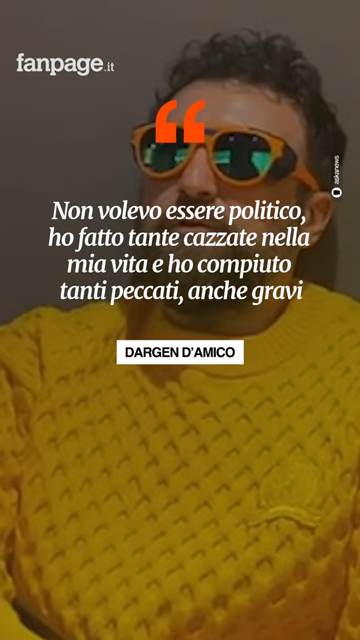 fanpage.it
askanews
“
Non volevo essere politico,
ho fatto tante cazzate nella
mia vita e ho compiuto
tanti peccati, anche gravi
DARGEN D'AMICO